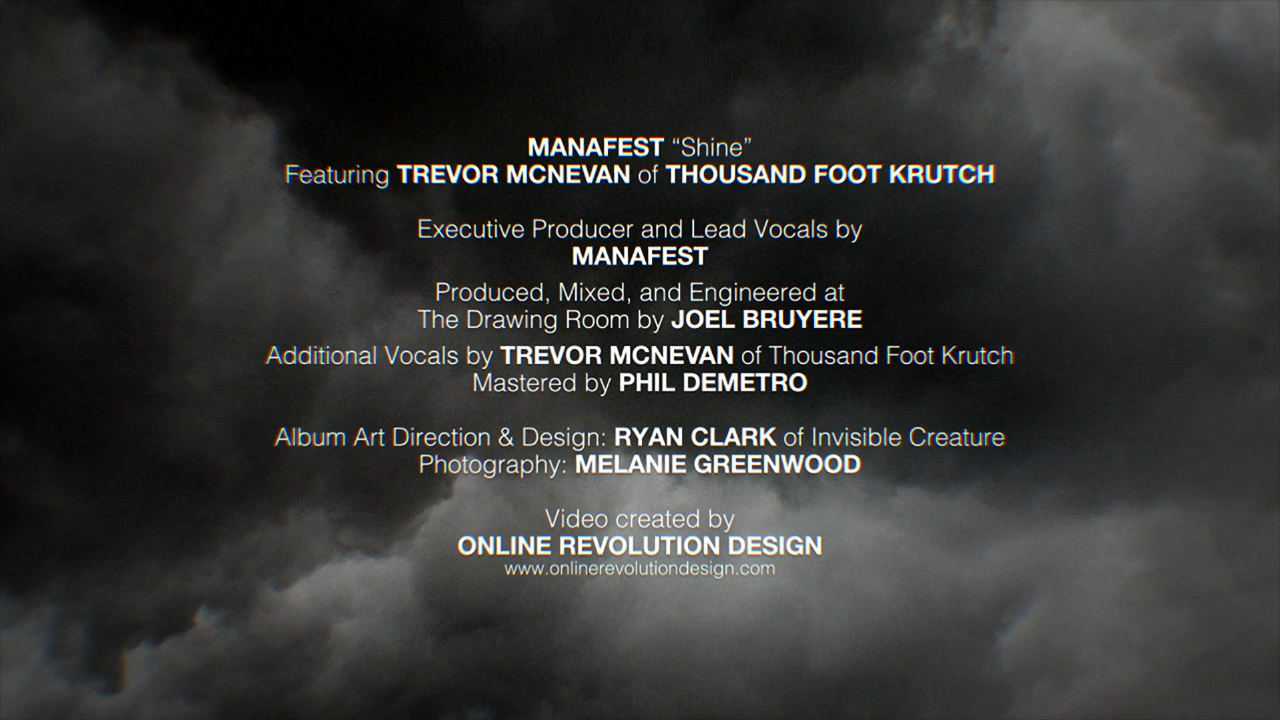 MANAFEST “Shine”
Featuring TREVOR MCNEVAN of THOUSAND FOOT KRUTCH
Executive Producer and Lead Vocals by
MANAFEST
Produced, Mixed, and Engineered at
The Drawing Room by JOEL BRUYERE
Additional Vocals by TREVOR MCNEVAN of Thousand Foot Krutch
Mastered by PHIL DEMETRO
Album Art Direction & Design: RYAN CLARK of Invisible Creature
Photography: MELANIE GREENWOOD
Video created by
ONLINE REVOLUTION DESIGN
www.onlinerevolutiondesign.com